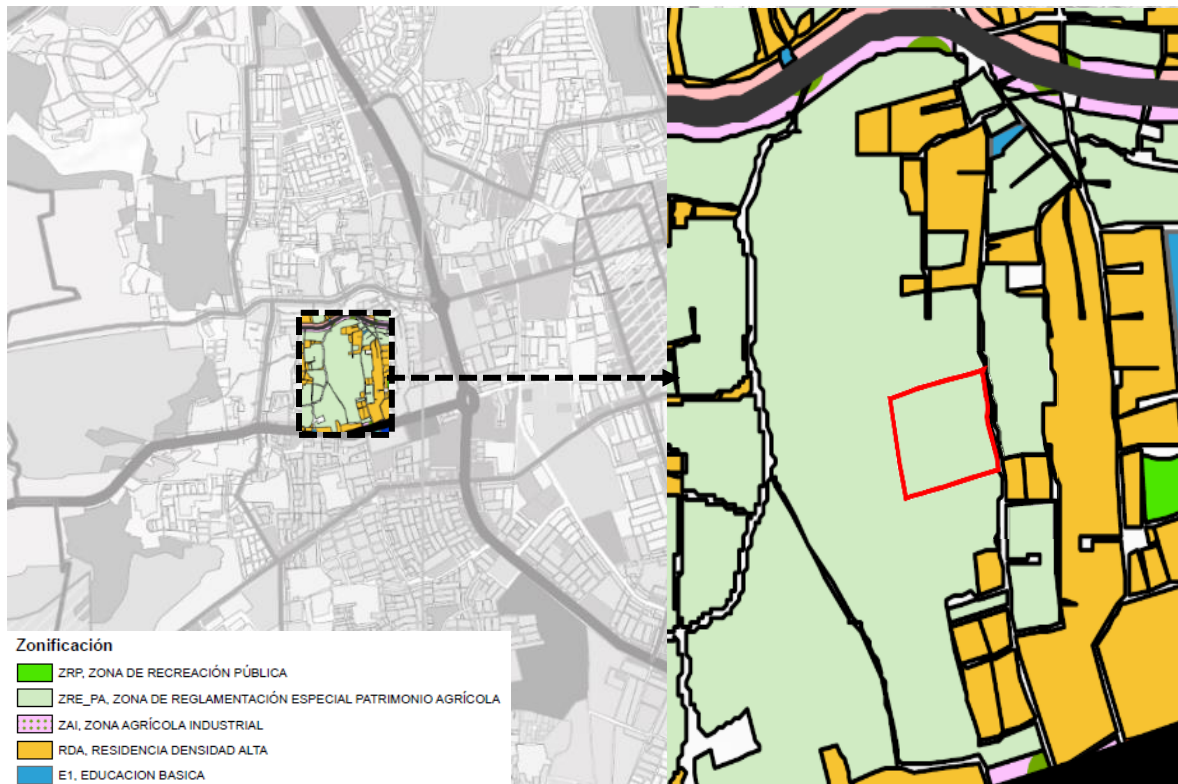 Zonificación
ZRP, ZONA DE RECREACIÓN PÚBLICA
ZRE_PA, ZONA DE REGLAMENTACIÓN ESPECIAL PATRIMONIO AGRÍCOLA
ZAI, ZONA AGRÍCOLA INDUSTRIAL
RDA, RESIDENCIA DENSIDAD ALTA
E1, EDUCACION BASICA